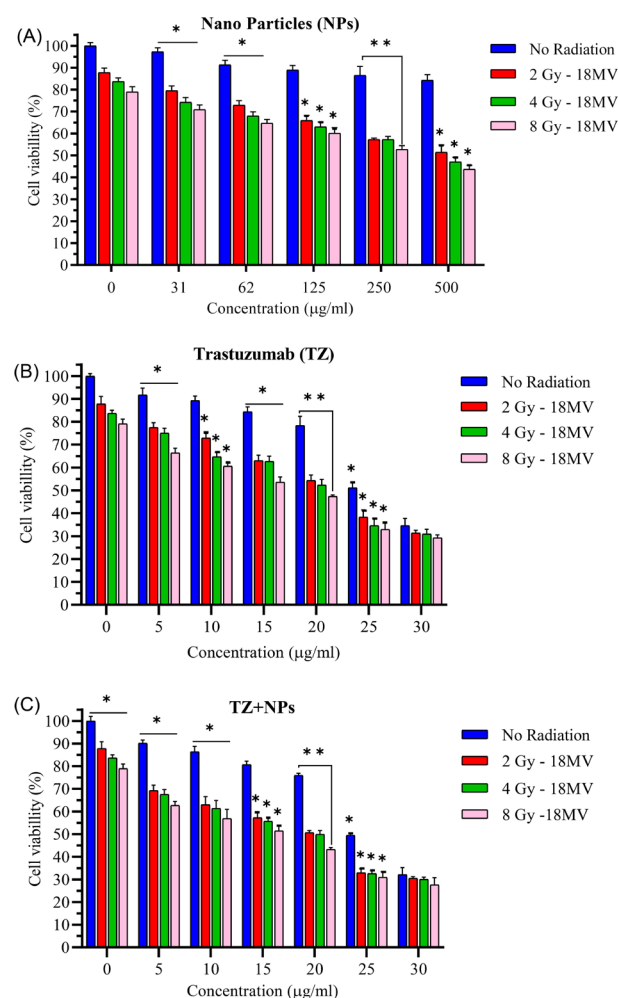 (A)
Nano Particles (NPs)
Cell viabillity (%)
100
90
80
70
60
50
40
30
20
10
0
* * **
* * *
* * *
0 31 62 125 250 500
Concentration (μg/ml)
No Radiation
2 Gy - 18MV
4 Gy - 18MV
8 Gy - 18MV
(B)
Trastuzumab (TZ)
Cell viabillity (%)
100
90
80
70
60
50
40
30
20
10
0
* * **
* * *
* * * *
0 5 10 15 20 25 30
Concentration (μg/ml)
No Radiation
2 Gy - 18MV
4 Gy - 18MV
8 Gy - 18MV
(C)
TZ+NPs
Cell viabillity (%)
100
90
80
70
60
50
40
30
20
10
0
* * * **
* * *
* * * *
0 5 10 15 20 25 30
Concentration (μg/ml)
No Radiation
2 Gy - 18MV
4 Gy - 18MV
8 Gy -18MV